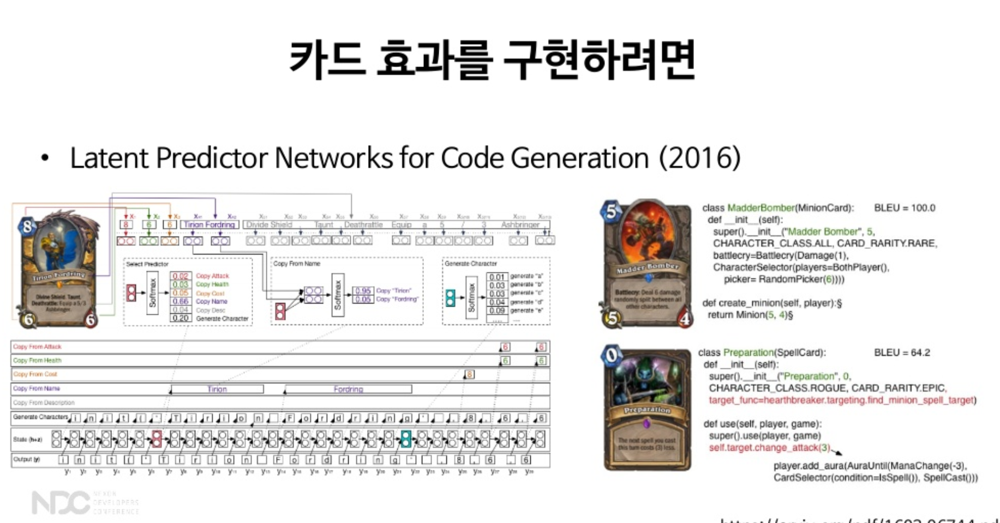 카드 효과를 구현하려면
• Latent Predictor Networks for Code Generation (2016)
8 6 6 Tirion Fordring Divide Shield . Taunt . Deathrattle Equip a 5 / 3 Ashbringer .
8
Tirion Fordring
Divine Shield. Taunt.
Deathrattle: Equip a 5/3
Ashbringer.
6 6
Select Predictor
Softmax
0.02 Copy Attack
0.03 Copy Health
0.05 Copy Cost
0.66 Copy Name
0.04 Copy Desc
0.20 Generate Character
Copy From Name
Softmax
0.95 Copy "Tirion"
0.05 Copy "Fordring"
Generate Character
Softmax
0.01 generate "a"
0.03 generate "b"
0.03 generate "c"
0.04 generate "d"
0.09 generate "e"
.... ....
Copy From Attack 6 6
Copy From Health 6 6
Copy From Cost 8
Copy From Name Tirion Fordring
Copy From Description
Generate Characters i n i t ( ' T i r i o n F o r d r i n g ' , 8 , 6 , 6
State (h+z)
Output (y) i n i t ( ' T i r i o n F o r d r i n g ' , 8 , 6 , 6
5
Madder Bomber
Battlecry: Deal 6 damage
randomly split between all
other characters.
5 4
class MadderBomber(MinionCard): BLEU = 100.0
def __init__(self):
super().__init__("Madder Bomber", 5,
CHARACTER_CLASS.ALL, CARD_RARITY.RARE,
battlecry=Battlecry(Damage(1),
CharacterSelector(players=BothPlayer(),
picker= RandomPicker(6))))
def create_minion(self, player):§
return Minion(5, 4)§
0
Preparation
The next spell you cast
this turn costs (3) less.
class Preparation(SpellCard): BLEU = 64.2
def __init__(self):
super().__init__("Preparation", 0,
CHARACTER_CLASS.ROGUE, CARD_RARITY.EPIC,
target_func=hearthbreaker.targeting.find_minion_spell_target)
def use(self, player, game):
super().use(player, game)
self.target.change_attack(3)
player.add_aura(AuraUntil(ManaChange(-3),
CardSelector(condition=IsSpell()), SpellCast()))
NDC NEXON
DEVELOPERS
CONFERENCE